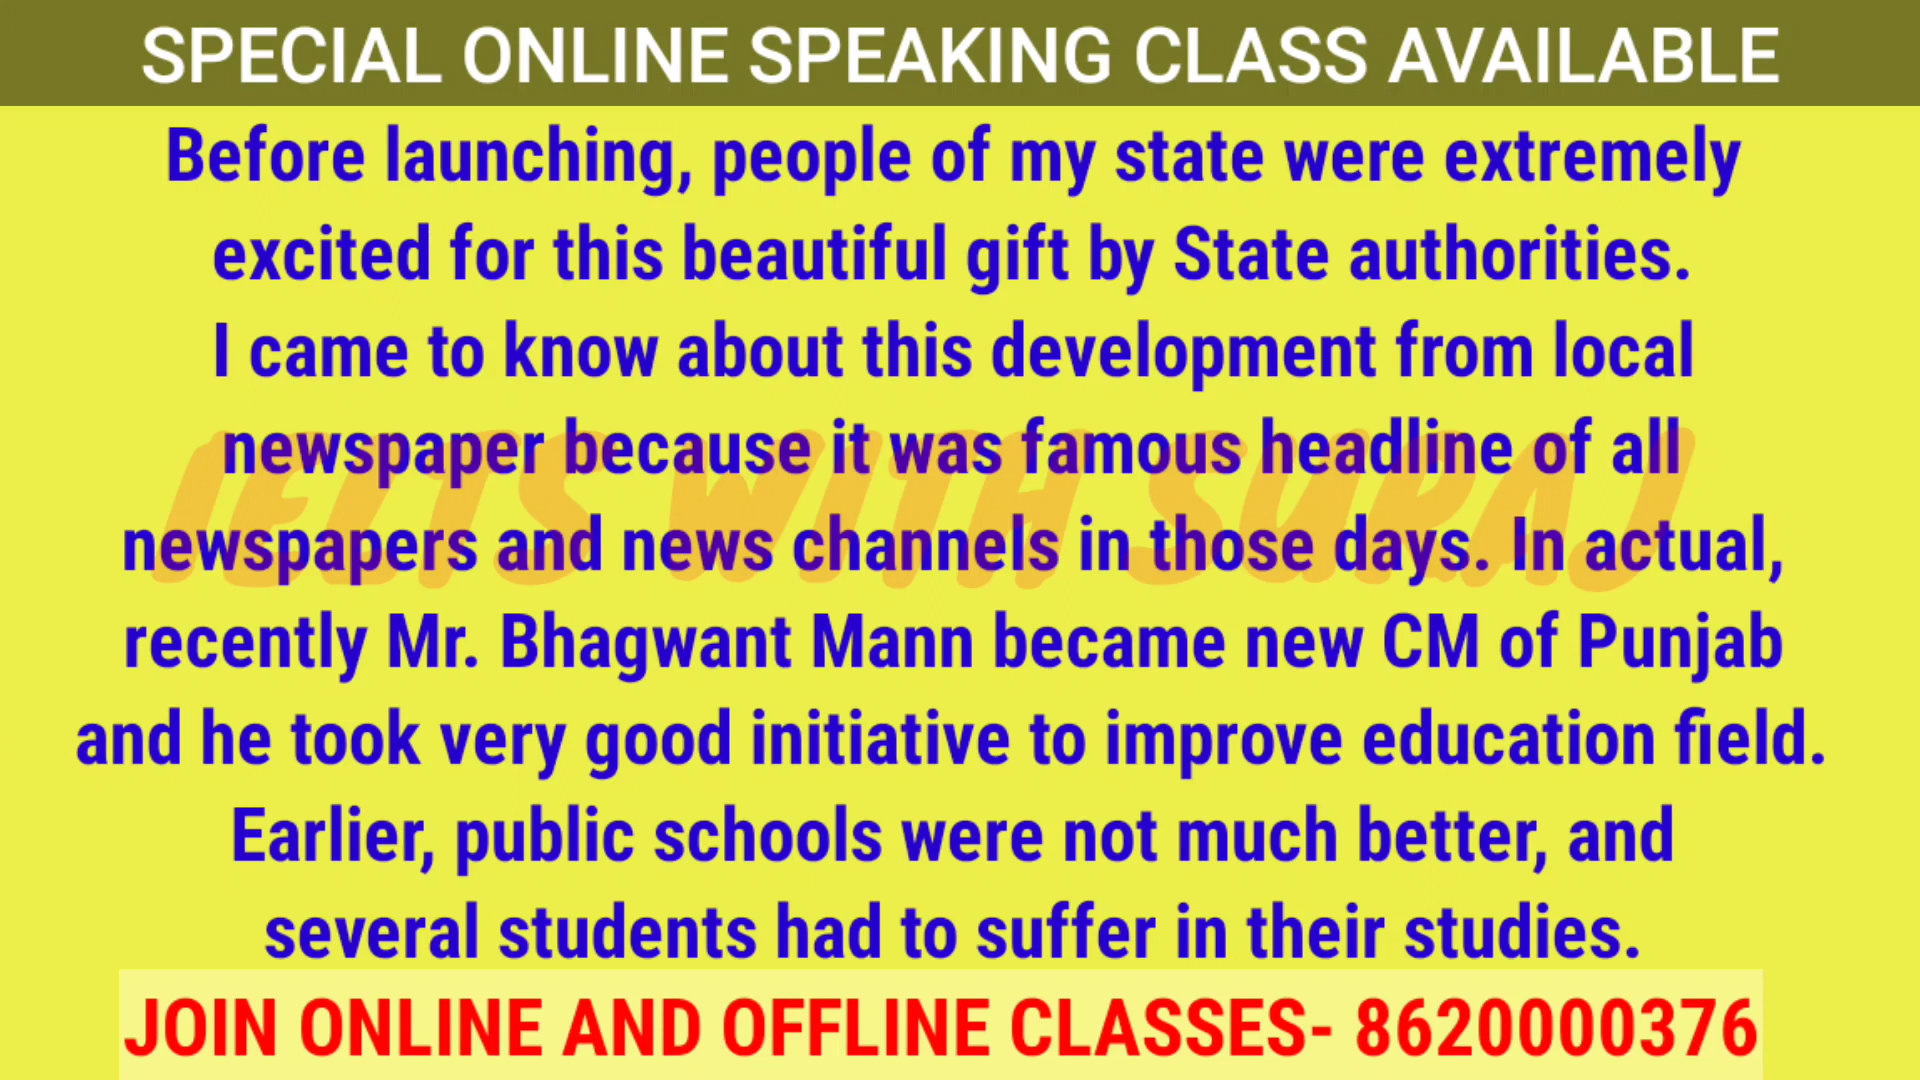 SPECIAL ONLINE SPEAKING CLASS AVAILABLE
Before launching, people of my state were extremely
excited for this beautiful gift by State authorities.
I came to know about this development from local
newspaper because it was famous headline of all
IELTS WITH SURAJ
newspapers and news channels in those days. In actual,
recently Mr. Bhagwant Mann became new CM of Punjab
and he took very good initiative to improve education field.
Earlier, public schools were not much better, and
several students had to suffer in their studies.
JOIN ONLINE AND OFFLINE CLASSES- 8620000376